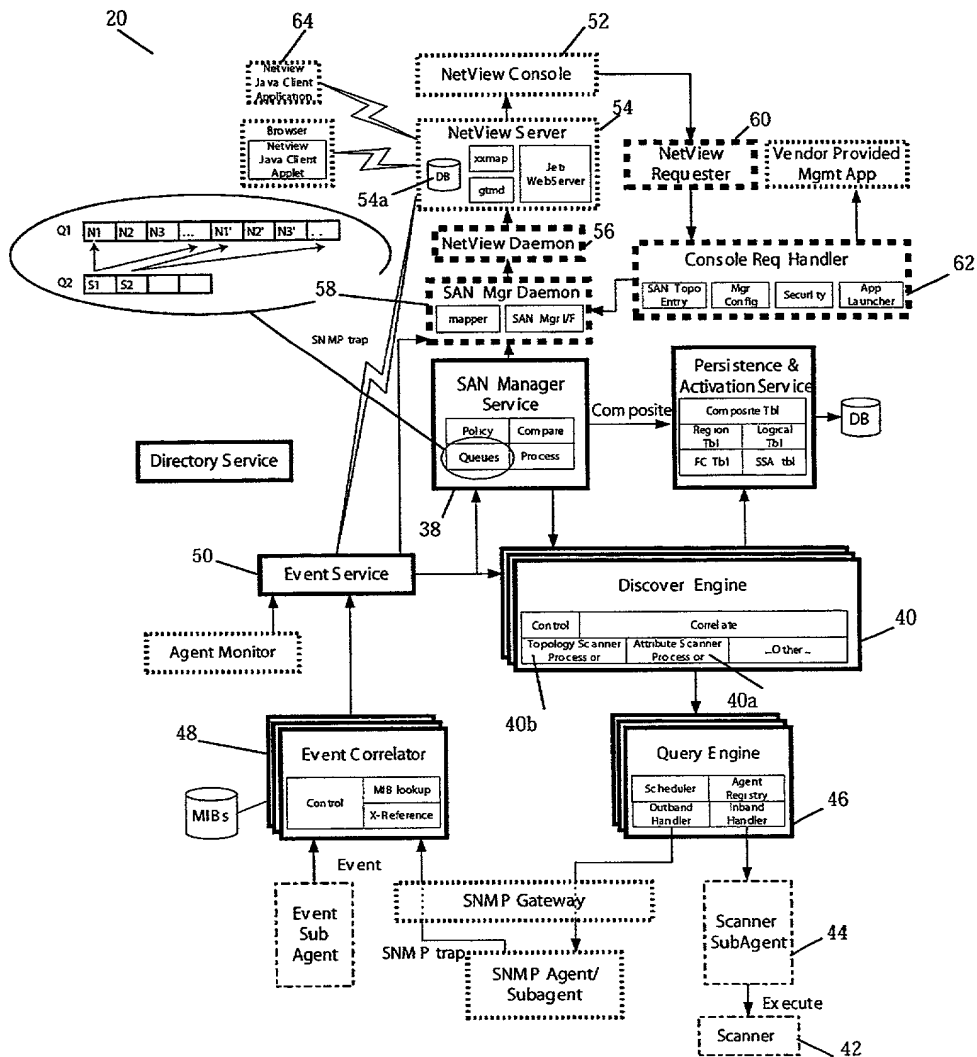 20
64
52
Netview
Java Client
Application
NetView Console
54
Browser
Netview
Java Client
Applet
NetView Server
DB
xxmap
gtmd
Jeb
WebServer
54a
60
NetView
Requester
Vendor Provided
Mgmt App
Q1
N1 N2 N3 ... N1' N2' N3' . .
Q2
S1 S2
NetView Daemon
56
Console Req Handler
SAN Topo
Entry
Mgr
Config
Security
App
Launcher
62
58
SAN Mgr Daemon
mapper
SAN Mgr I/F
SNMP trap
SAN Manager
Service
Policy
Compare
Queues
Process
Composite
Persistence &
Activation Service
Composite Tbl
Region
Tbl
Logical
Tbl
FC Tbl
SSA tbl
DB
Directory Service
38
50
Event Service
Discover Engine
Control
Correlate
Topology Scanner
Process or
Attribute Scanner
Process or
...Other ...
40
Agent Monitor
40b
40a
48
Event Correlator
Control
MIB lookup
X-Reference
MIBs
Query Engine
Scheduler
Agent
Registry
Outband
Handler
Inband
Handler
46
Event
Event
Sub
Agent
SNMP Gateway
SNMP trap
SNMP Agent/
Subagent
Scanner
SubAgent
44
Execute
Scanner
42